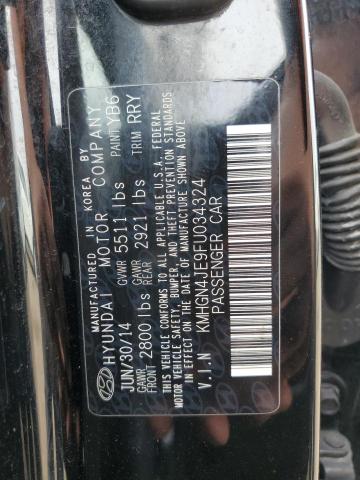 MANUFACTURED IN KOREA BY
HYUNDAI MOTOR COMPANY
JUN/30/14 GVWR 5511 lbs PAINT YB6
GAWR FRONT 2800 lbs GAWR REAR 2921 lbs TRIM RRY
THIS VEHICLE CONFORMS TO ALL APPLICABLE U.S.A. FEDERAL
MOTOR VEHICLE SAFETY, BUMPER, AND THEFT PREVENTION STANDARDS
IN EFFECT ON THE DATE OF MANUFACTURE SHOWN ABOVE
V.I.N KMHGN4JE9FU034324
PASSENGER CAR